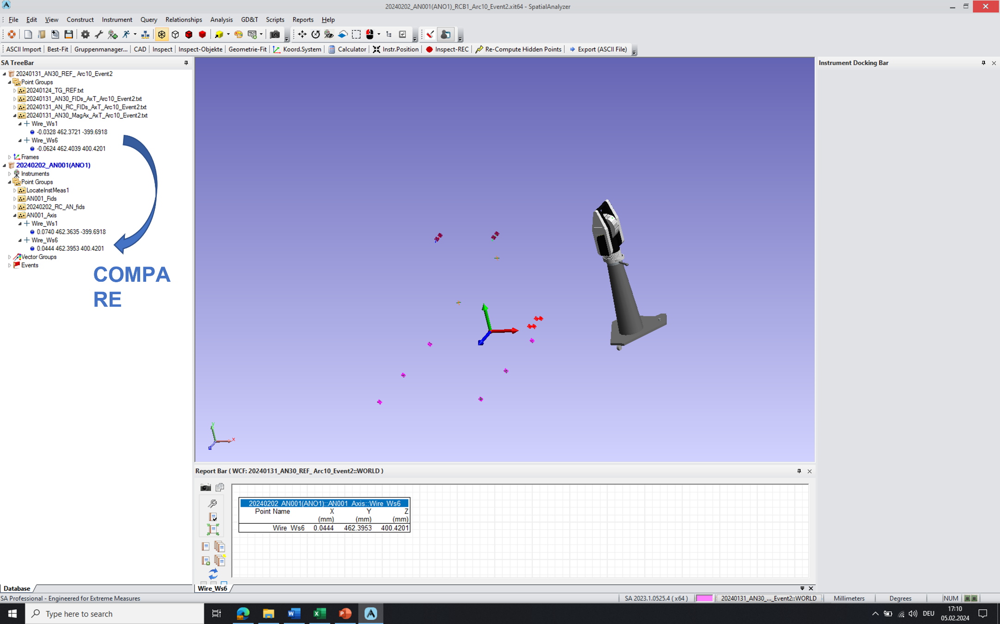 20240202_AN001(ANO1)_RCB1_Arc10_Event2.xit64 - SpatialAnalyzer
File Edit View Construct Instrument Query Relationships Analysis GD&T Scripts Reports Help
ASCII Import Best-Fit Gruppenmanager... CAD Inspect Inspect-Objekte Geometrie-Fit Koord.System Calculator Instr.Position Inspect-REC Re-Compute Hidden Points Export (ASCII File)
SA TreeBar
20240131_AN30_REF_ Arc10_Event2
Point Groups
20240124_TG_REF.txt
20240131_AN30_FIDs_AxT_Arc10_Event2.txt
20240131_AN_RC_FIDs_AxT_Arc10_Event2.txt
20240131_AN30_MagAx_AxT_Arc10_Event2.txt
Wire_Ws1
-0.0328 462.3721 -399.6918
Wire_Ws6
-0.0624 462.4039 400.4201
Frames
20240202_AN001(ANO1)
Instruments
Point Groups
LocateInstMeas1
AN001_Fids
20240202_RC_AN_fids
AN001_Axis
Wire_Ws1
0.0740 462.3635 -399.6918
Wire_Ws6
0.0444 462.3953 400.4201
Vector Groups
Events
COMPA
RE
Database
Instrument Docking Bar
y
x
Report Bar ( WCF: 20240131_AN30_REF_ Arc10_Event2::WORLD )
20240202_AN001(ANO1)::AN001_Axis::Wire_Ws6
Point Name X Y Z
(mm) (mm) (mm)
Wire_Ws6 0.0444 462.3953 400.4201
Wire_Ws6
SA Professional - Engineered for Extreme Measures
SA 2023.1.0525.4 ( x64 )
20240131_AN30_..._Event2::WORLD
Millimeters
Degrees
NUM
Type here to search
DEU
17:10
05.02.2024